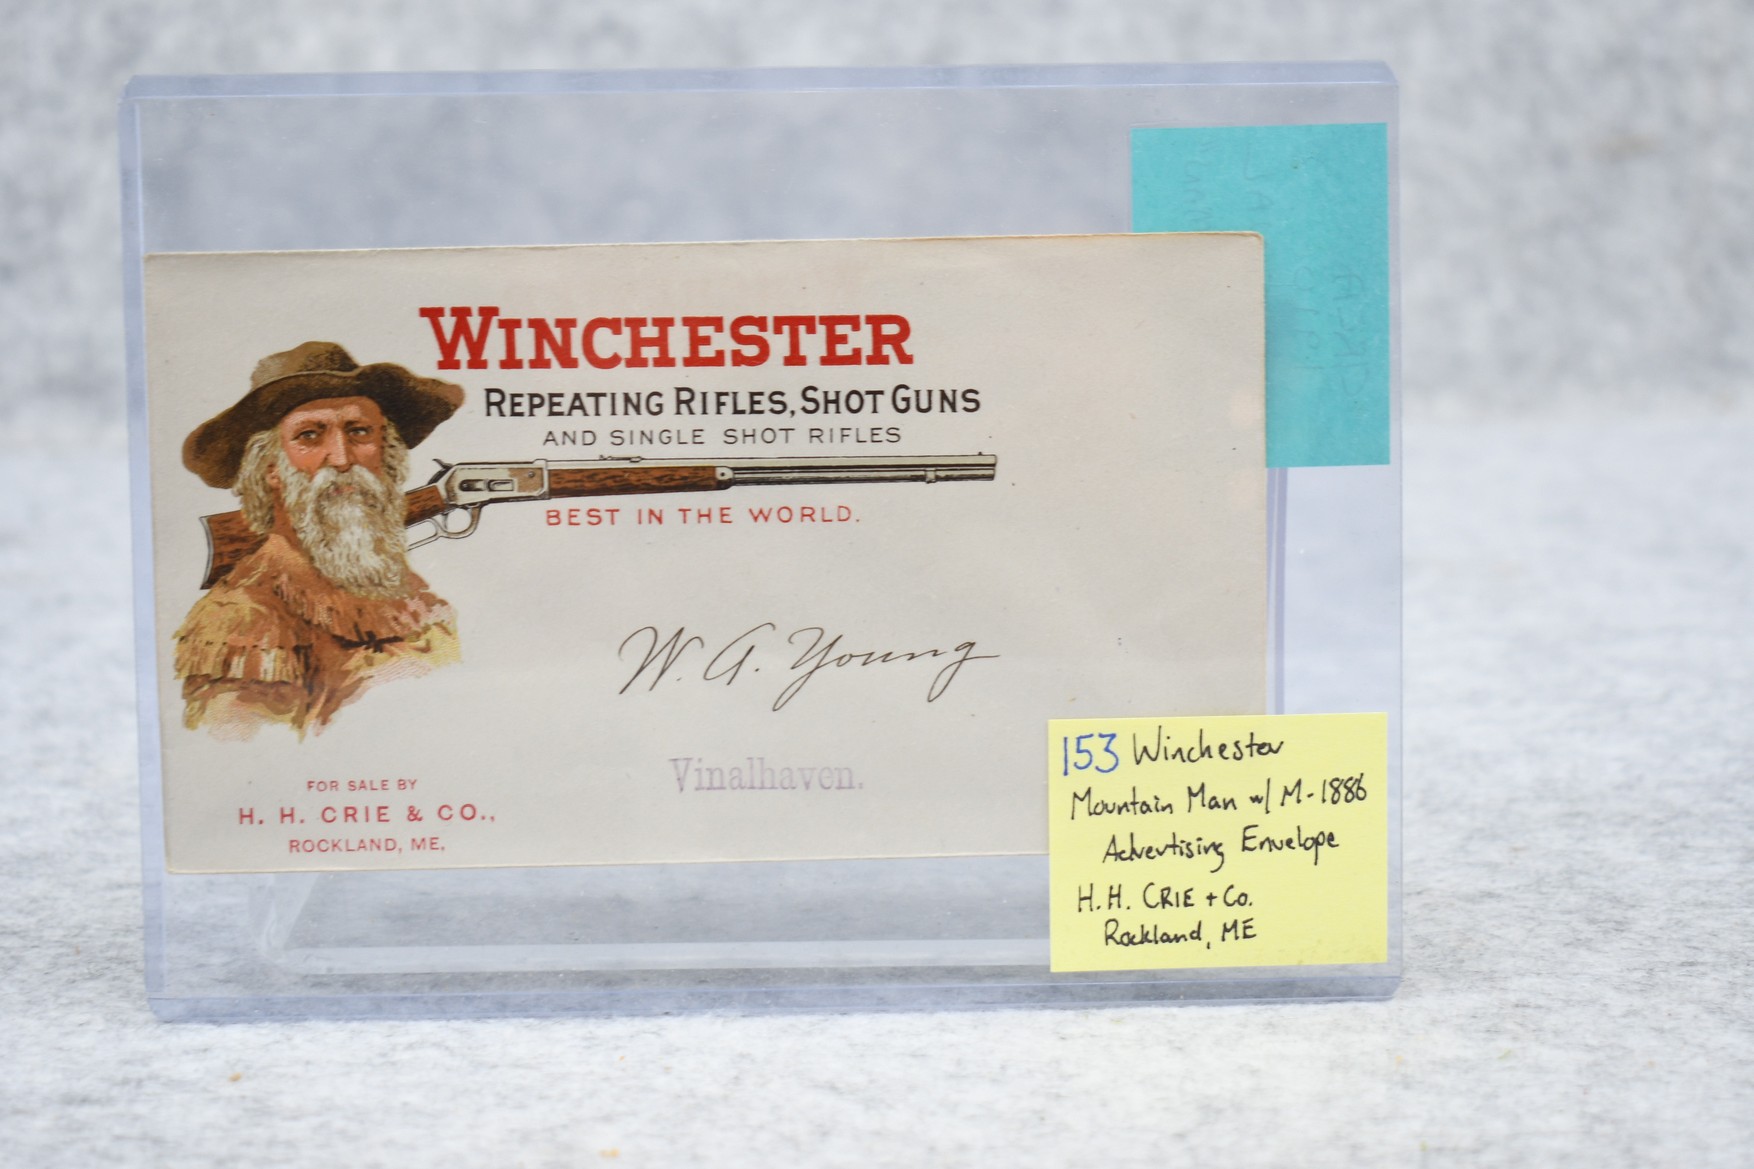 WINCHESTER
REPEATING RIFLES, SHOT GUNS
AND SINGLE SHOT RIFLES
BEST IN THE WORLD.
W. A. Young
Vinalhaven.
FOR SALE BY
H. H. CRIE & CO.,
ROCKLAND, ME,
153 Winchester
Mountain Man w/ M-1886
Advertising Envelope
H.H. CRIE + Co.
Rockland, ME